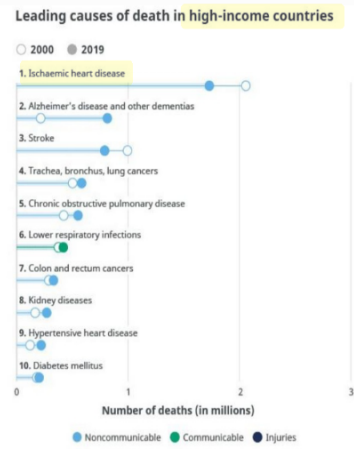 Leading causes of death in high-income countries
2000 2019
1. Ischaemic heart disease
2. Alzheimer's disease and other dementias
3. Stroke
4. Trachea, bronchus, lung cancers
5. Chronic obstructive pulmonary disease
6. Lower respiratory infections
7. Colon and rectum cancers
8. Kidney diseases
9. Hypertensive heart disease
10. Diabetes mellitus
0 1 2 3
Number of deaths (in millions)
Noncommunicable Communicable Injuries